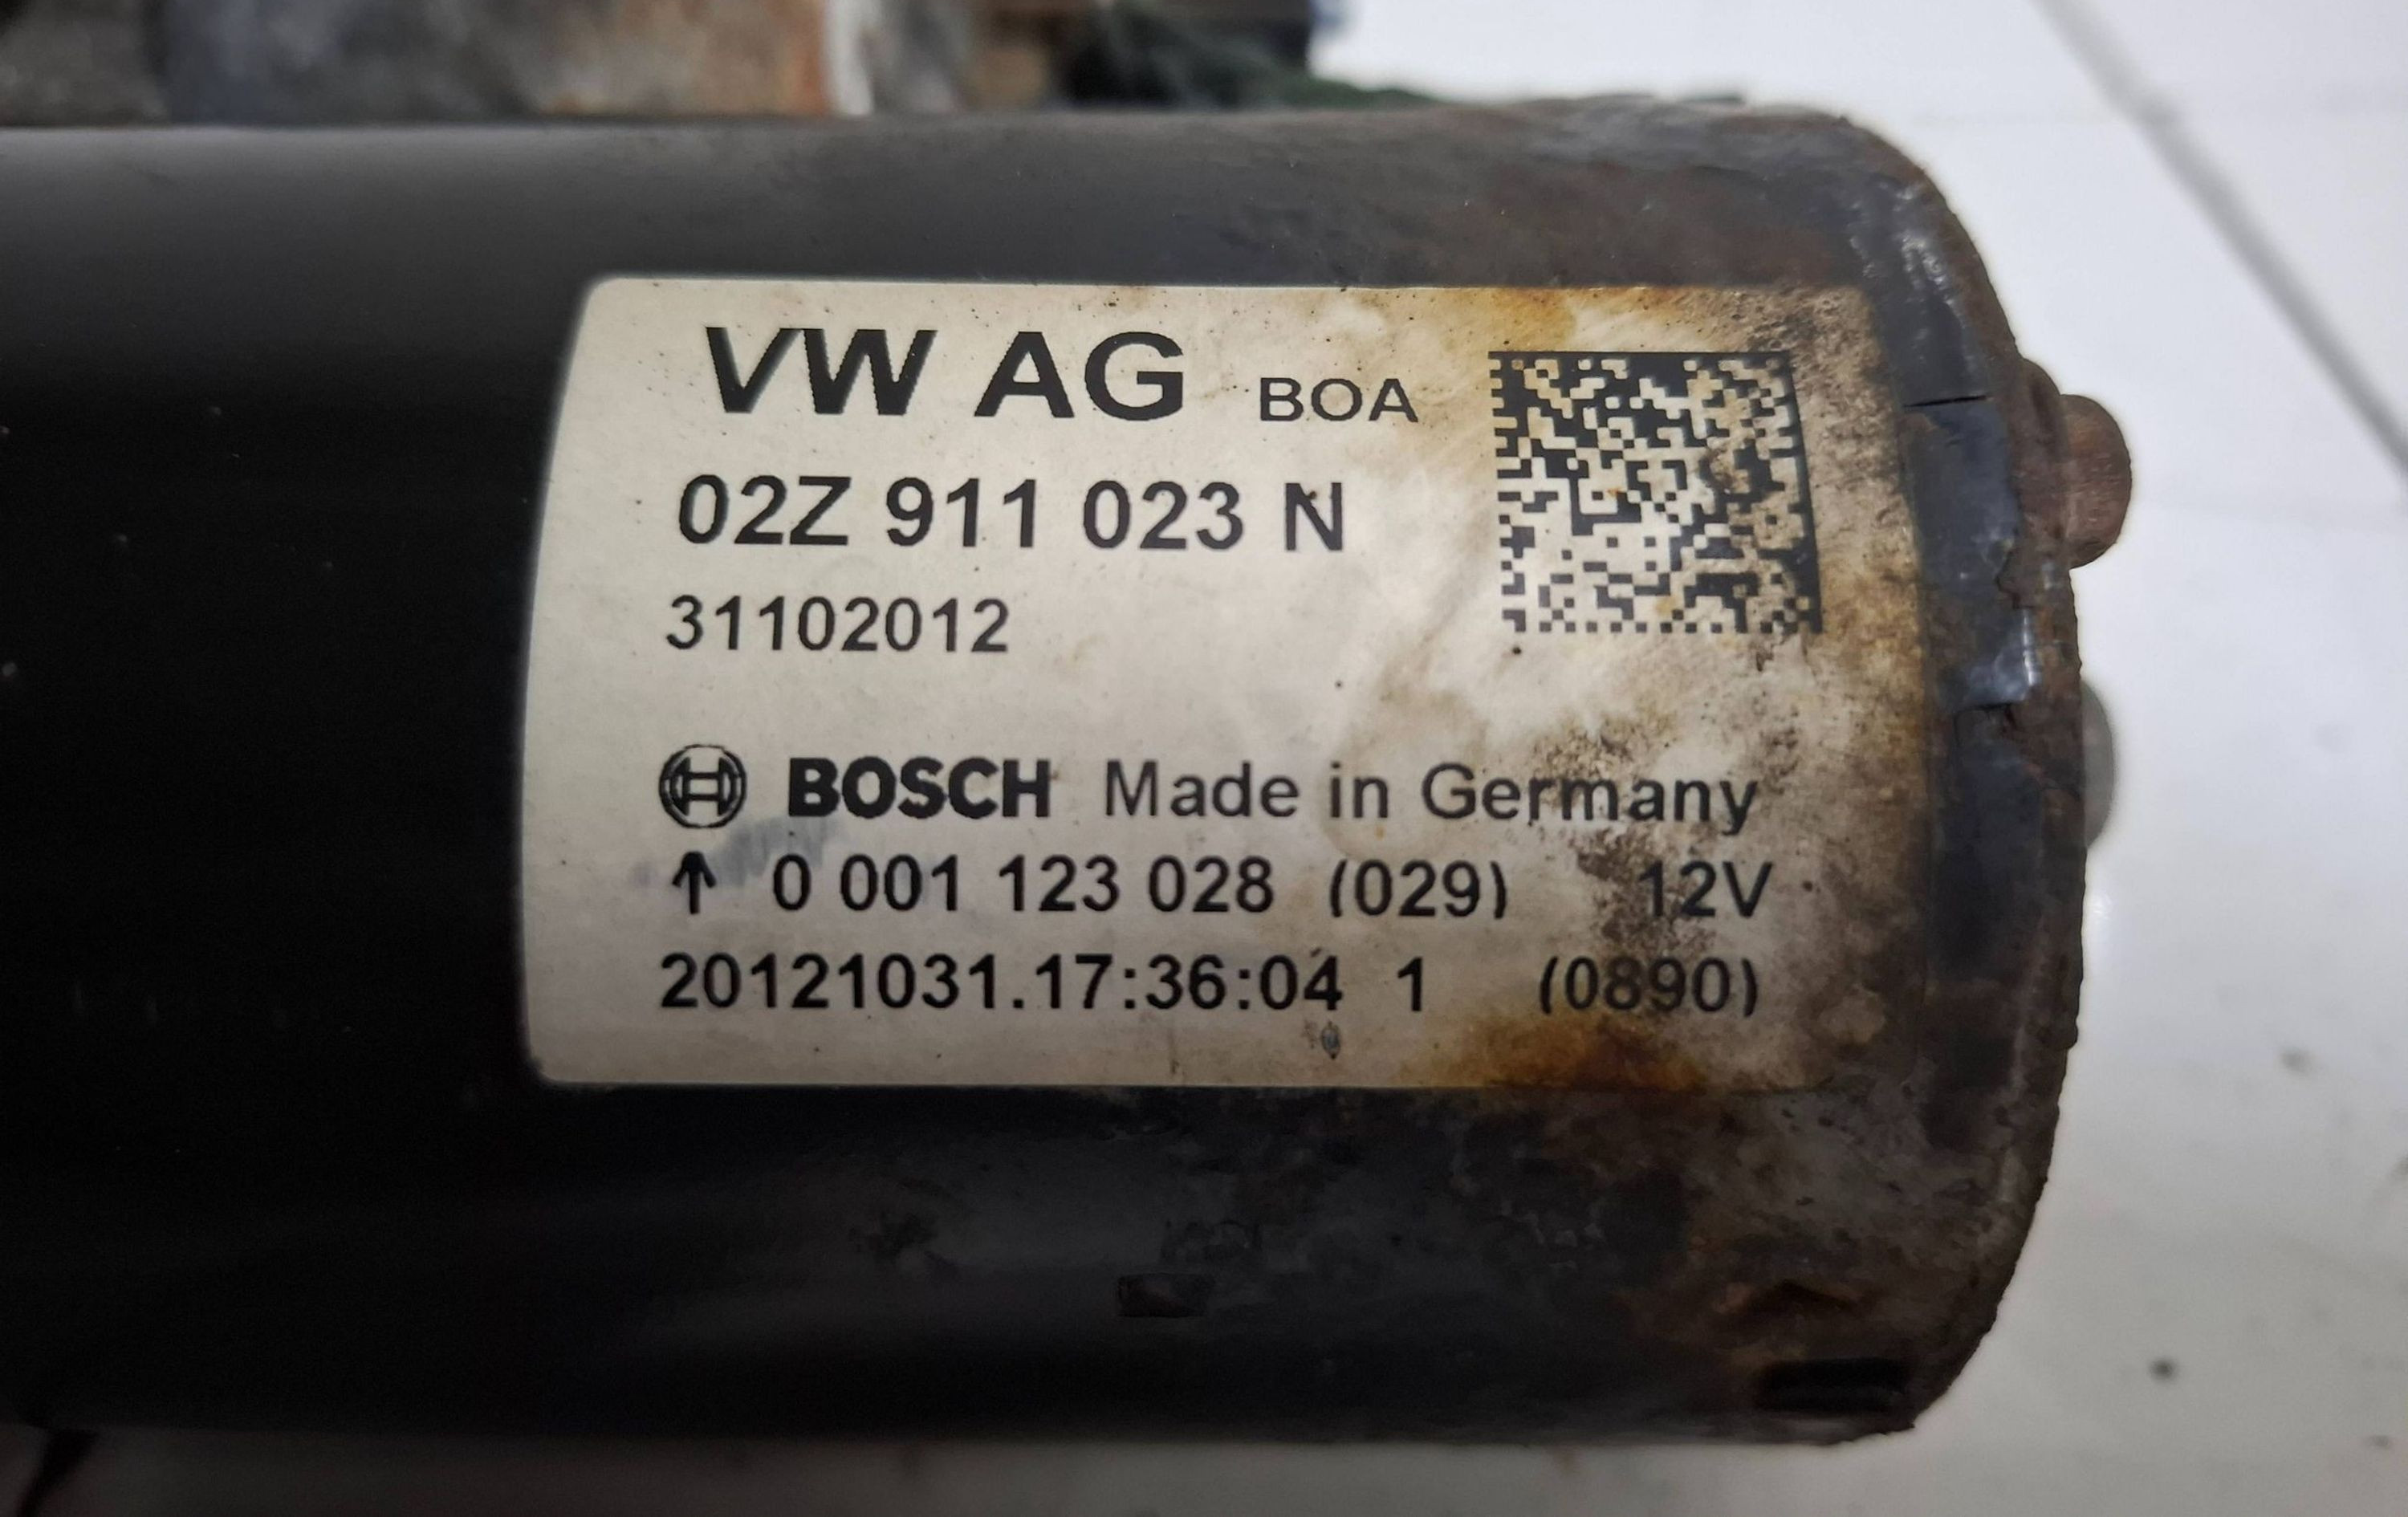 VW AG BOA
02Z 911 023 N
31102012
BOSCH Made in Germany
↑ 0 001 123 028 (029) 12V
20121031.17:36:04 1 (0890)